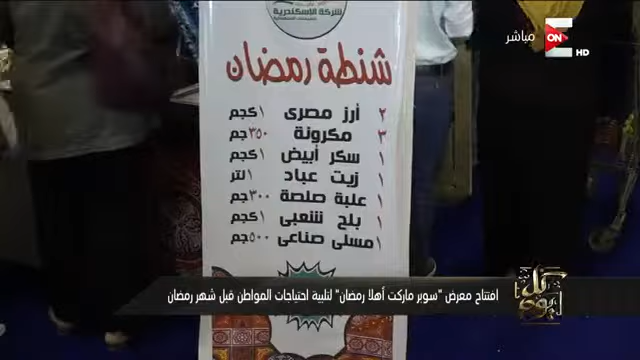 شركة الإسكندرية
مباشر
ON E
HD
شنطة رمضان
٢ أرز مصرى ١كجم
٣ مكرونة ٣٥٠جم
١ سكر أبيض ١كجم
١ زيت عباد ١لتر
١ علبة صلصة ٣٠٠جم
١ بلح شعبى ١كجم
١ مسلى صناعى ٥٠٠جم
افتتاح معرض "سوبر ماركت أهلا رمضان" لتلبية احتياجات المواطن قبل شهر رمضان
كل يوم